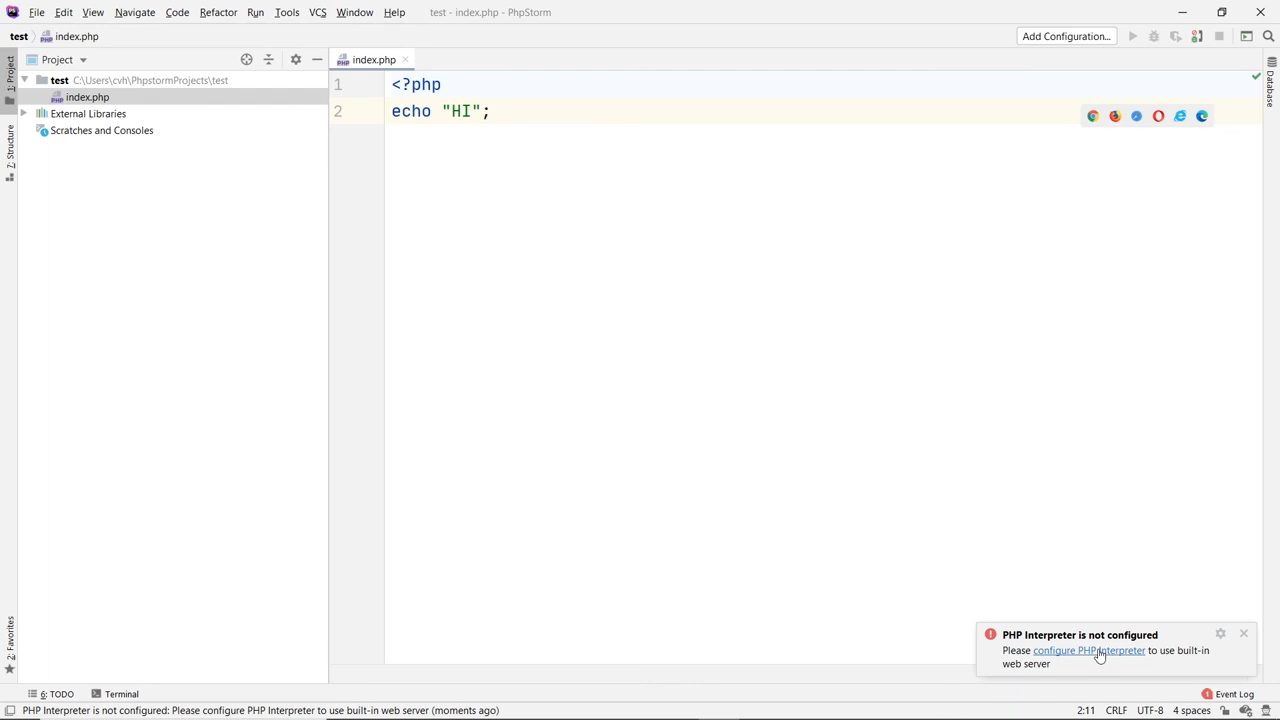 PS File Edit View Navigate Code Refactor Run Tools VCS Window Help test - index.php - PhpStorm
test index.php Add Configuration...
Project index.php
1: Project
test C:\Users\cvh\PhpstormProjects\test
index.php
External Libraries
Scratches and Consoles
Z: Structure
1 <?php
2 echo "HI";
Database
PHP Interpreter is not configured
Please configure PHP Interpreter to use built-in
web server
2: Favorites
6: TODO Terminal 1 Event Log
PHP Interpreter is not configured: Please configure PHP Interpreter to use built-in web server (moments ago) 2:11 CRLF UTF-8 4 spaces